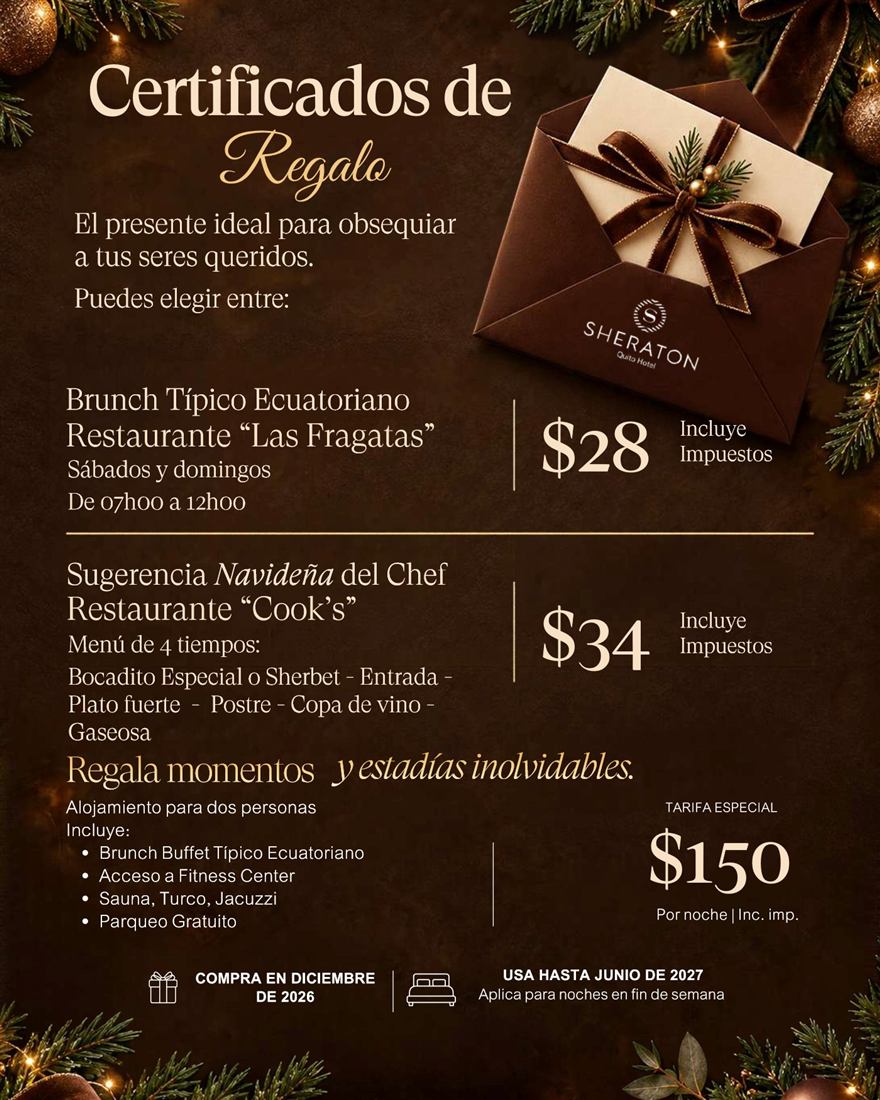 Certificados de
Regalo
El presente ideal para obsequiar
a tus seres queridos.
Puedes elegir entre:
S
SHERATON
Quito Hotel
Brunch Típico Ecuatoriano
Restaurante “Las Fragatas”
Sábados y domingos
De 07h00 a 12h00
$28
Incluye
Impuestos
Sugerencia Navideña del Chef
Restaurante “Cook’s”
Menú de 4 tiempos:
Bocadito Especial o Sherbet - Entrada -
Plato fuerte - Postre - Copa de vino -
Gaseosa
$34
Incluye
Impuestos
Regala momentos y estadías inolvidables.
Alojamiento para dos personas
Incluye:
• Brunch Buffet Típico Ecuatoriano
• Acceso a Fitness Center
• Sauna, Turco, Jacuzzi
• Parqueo Gratuito
TARIFA ESPECIAL
$150
Por noche | Inc. imp.
COMPRA EN DICIEMBRE
DE 2026
USA HASTA JUNIO DE 2027
Aplica para noches en fin de semana